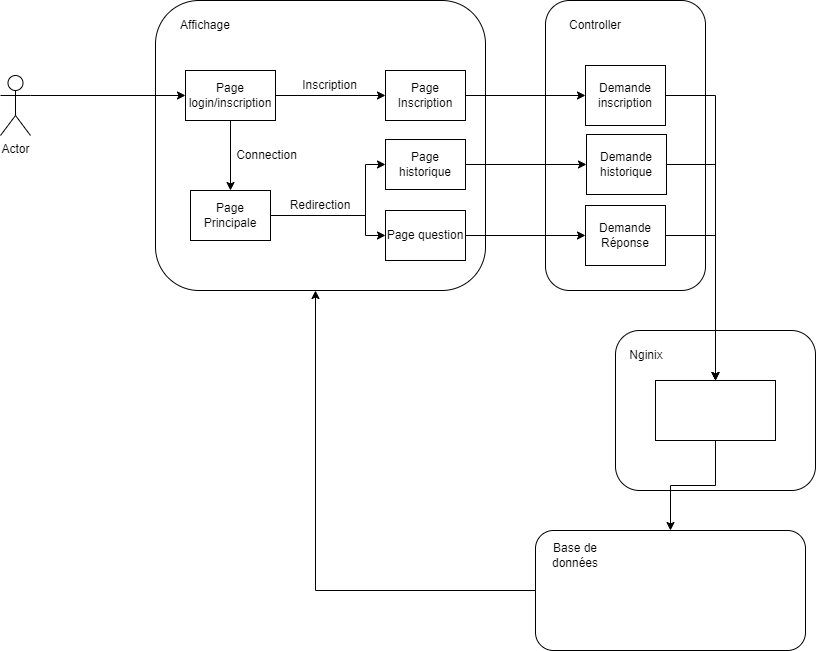 Affichage
Controller
Page
login/inscription
Inscription
Page
Inscription
Demande
inscription
Actor
Connection
Page
historique
Demande
historique
Page
Principale
Redirection
Page question
Demande
Réponse
Nginix
Base de
données